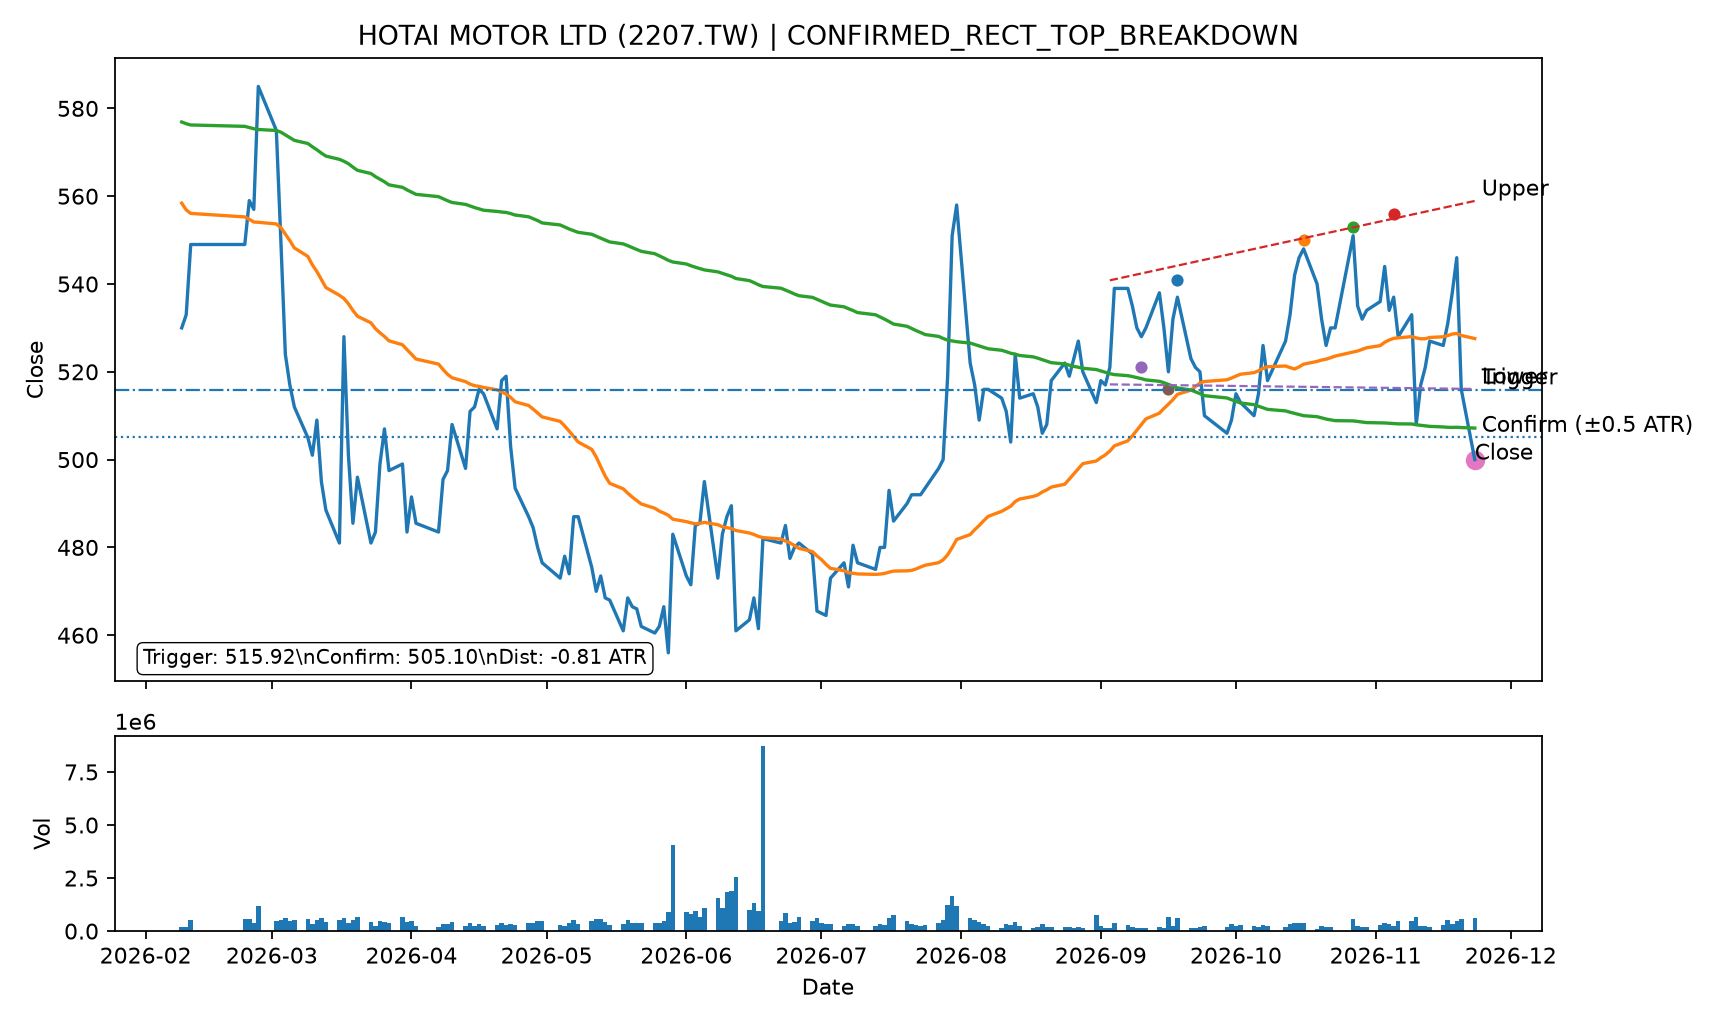 HOTAI MOTOR LTD (2207.TW) | CONFIRMED_RECT_TOP_BREAKDOWN
Close
580
560
540
520
500
480
460
Upper
Lower
Trigger
Confirm (±0.5 ATR)
Close
Trigger: 515.92\nConfirm: 505.10\nDist: -0.81 ATR
1e6
Vol
7.5
5.0
2.5
0.0
2026-02 2026-03 2026-04 2026-05 2026-06 2026-07 2026-08 2026-09 2026-10 2026-11 2026-12
Date